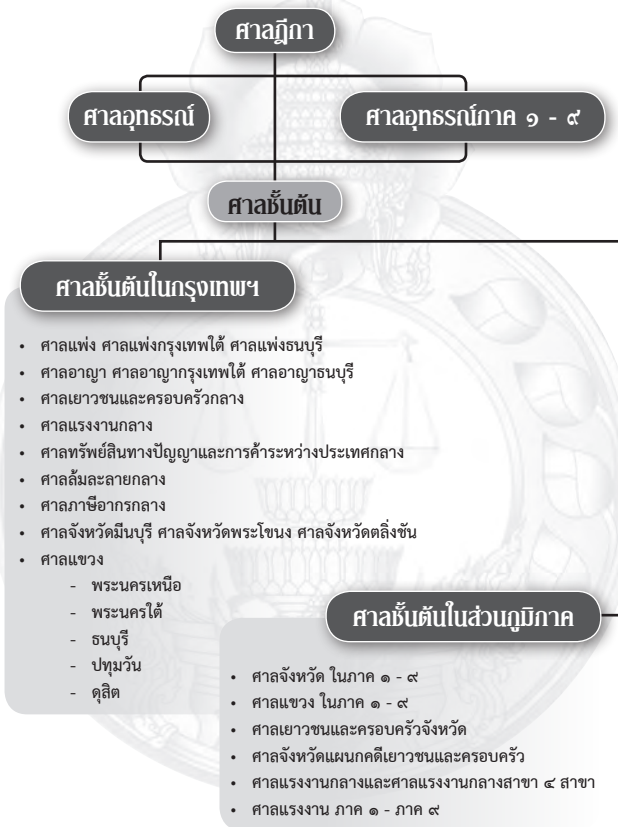 ศาลฎีกา
ศาลอุทธรณ์
ศาลอุทธรณ์ภาค ๑ - ๙
ศาลชั้นต้น
ศาลชั้นต้นในกรุงเทพฯ
• ศาลแพ่ง ศาลแพ่งกรุงเทพใต้ ศาลแพ่งธนบุรี
• ศาลอาญา ศาลอาญากรุงเทพใต้ ศาลอาญาธนบุรี
• ศาลเยาวชนและครอบครัวกลาง
• ศาลแรงงานกลาง
• ศาลทรัพย์สินทางปัญญาและการค้าระหว่างประเทศกลาง
• ศาลล้มละลายกลาง
• ศาลภาษีอากรกลาง
• ศาลจังหวัดมีนบุรี ศาลจังหวัดพระโขนง ศาลจังหวัดตลิ่งชัน
• ศาลแขวง
- พระนครเหนือ
- พระนครใต้
- ธนบุรี
- ปทุมวัน
- ดุสิต
ศาลชั้นต้นในส่วนภูมิภาค
• ศาลจังหวัด ในภาค ๑ - ๙
• ศาลแขวง ในภาค ๑ - ๙
• ศาลเยาวชนและครอบครัวจังหวัด
• ศาลจังหวัดแผนกคดีเยาวชนและครอบครัว
• ศาลแรงงานกลางและศาลแรงงานกลางสาขา ๔ สาขา
• ศาลแรงงาน ภาค ๑ - ภาค ๙